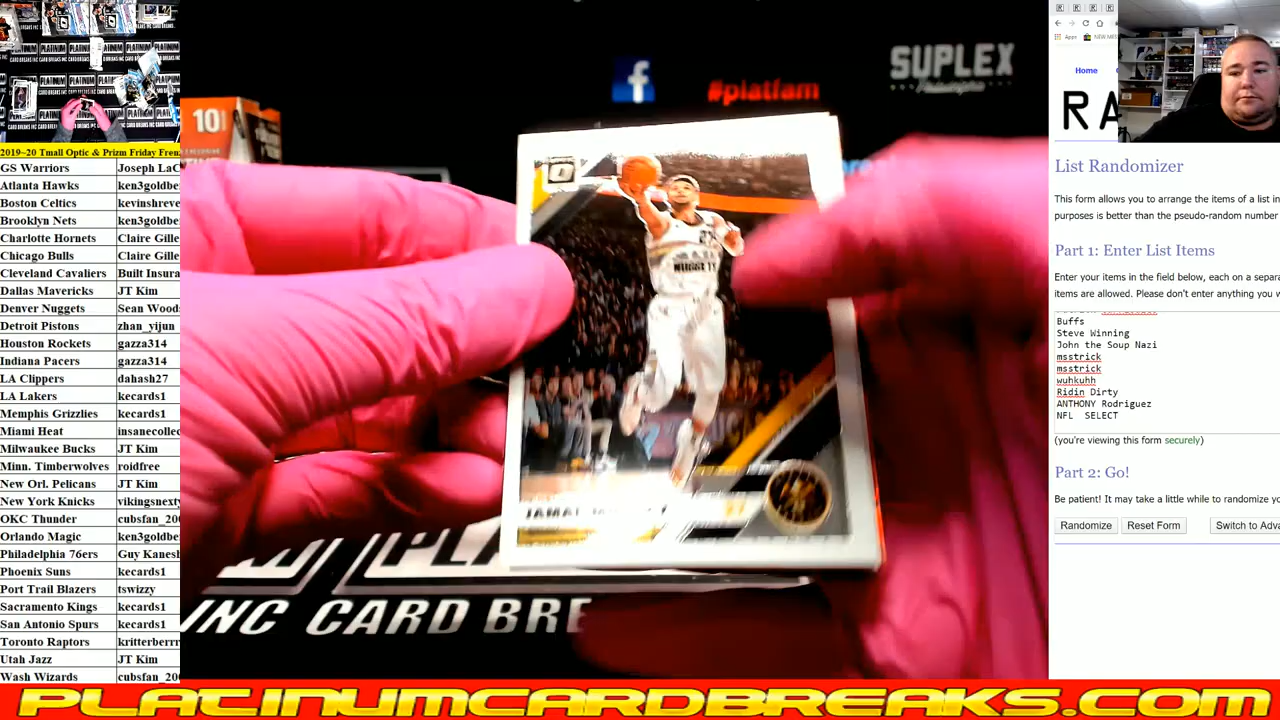 SUPLEX
Philadelphia
#platfam
10
2019-20 Tmall Optic & Prizm Friday Fren
GS Warriors Joseph LaC
Atlanta Hawks ken3goldbe
Boston Celtics kevinshreve
Brooklyn Nets ken3goldbe
Charlotte Hornets Claire Gille
Chicago Bulls Claire Gille
Cleveland Cavaliers Built Insura
Dallas Mavericks JT Kim
Denver Nuggets Sean Wood
Detroit Pistons zhan_yijun
Houston Rockets gazza314
Indiana Pacers gazza314
LA Clippers dahash27
LA Lakers kecards1
Memphis Grizzlies kecards1
Miami Heat insanecollec
Milwaukee Bucks JT Kim
Minn. Timberwolves roidfree
New Orl. Pelicans JT Kim
New York Knicks vikingsnexty
OKC Thunder cubsfan_20
Orlando Magic ken3goldbe
Philadelphia 76ers Guy Kanesh
Phoenix Suns kecards1
Port Trail Blazers tswizzy
Sacramento Kings kecards1
San Antonio Spurs kecards1
Toronto Raptors kritterberr
Utah Jazz JT Kim
Wash Wizards cubsfan_20
NUGGETS
INC CARD BRE
Apps
Home
RA
List Randomizer
This form allows you to arrange the items of a list in
purposes is better than the pseudo-random number
Part 1: Enter List Items
Enter your items in the field below, each on a separa
items are allowed. Please don't enter anything you w
Buffs
Steve Winning
John the Soup Nazi
msstrick
msstrick
wuhkuhh
Ridin Dirty
ANTHONY Rodriguez
NFL SELECT
(you're viewing this form securely)
Part 2: Go!
Be patient! It may take a little while to randomize yo
Randomize Reset Form Switch to Adv
PLATINUMCARDBREAKS.COM